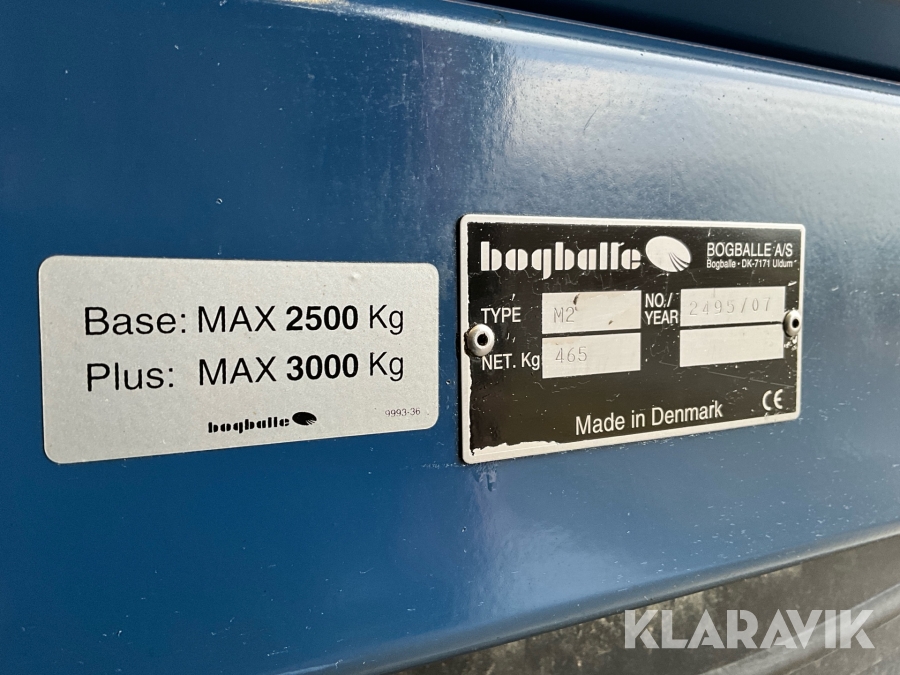 Base: MAX 2500 Kg
Plus: MAX 3000 Kg
bogballe
9993-36
bogballe
BOGBALLE A/S
Bogballe · DK-7171 Uldum
TYPE M2
NO./YEAR 2495/07
NET. Kg 465
Made in Denmark
CE
KLARAVIK